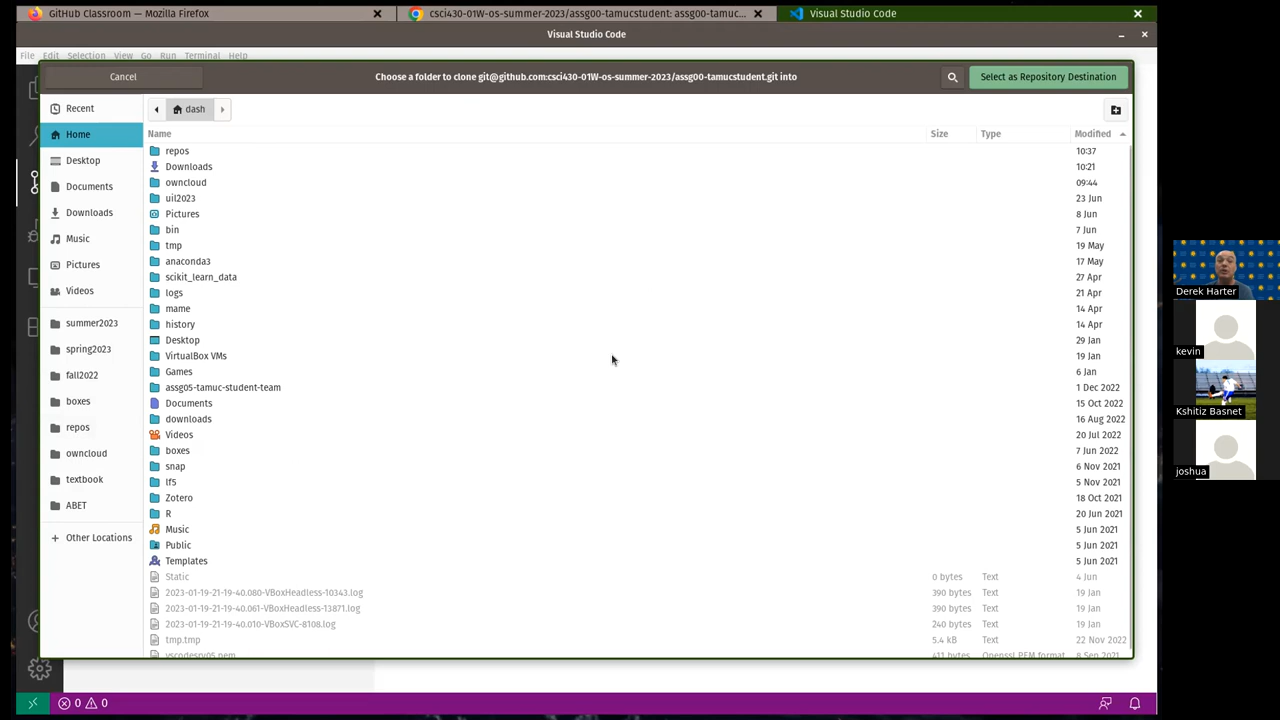 GitHub Classroom — Mozilla Firefox
csci430-01W-os-summer-2023/assg00-tamucstudent: assg00-tamuc...
Visual Studio Code
Visual Studio Code
File Edit Selection View Go Run Terminal Help
Cancel
Choose a folder to clone git@github.com:csci430-01W-os-summer-2023/assg00-tamucstudent.git into
Select as Repository Destination
Recent
Home
Desktop
Documents
Downloads
Music
Pictures
Videos
summer2023
spring2023
fall2022
boxes
repos
owncloud
textbook
ABET
Other Locations
dash
Name Size Type Modified
repos 10:37
Downloads 10:21
owncloud 09:44
uil2023 23 Jun
Pictures 8 Jun
bin 7 Jun
tmp 19 May
anaconda3 17 May
scikit_learn_data 27 Apr
logs 21 Apr
mame 14 Apr
history 14 Apr
Desktop 29 Jan
VirtualBox VMs 19 Jan
Games 6 Jan
assg05-tamuc-student-team 1 Dec 2022
Documents 15 Oct 2022
downloads 16 Aug 2022
Videos 20 Jul 2022
boxes 7 Jun 2022
snap 6 Nov 2021
lf5 5 Nov 2021
Zotero 18 Oct 2021
R 20 Jun 2021
Music 5 Jun 2021
Public 5 Jun 2021
Templates 5 Jun 2021
Static 0 bytes Text 4 Jun
2023-01-19-21-19-40.080-VBoxHeadless-10343.log 390 bytes Text 19 Jan
2023-01-19-21-19-40.061-VBoxHeadless-13871.log 390 bytes Text 19 Jan
2023-01-19-21-19-40.010-VBoxSVC-8108.log 240 bytes Text 19 Jan
tmp.tmp 5.4 kB Text 22 Nov 2022
vscodesrv05.pem 411 bytes OpenSSL PEM format 8 Sep 2021
0 0
Derek Harter
kevin
Kshitiz Basnet
joshua